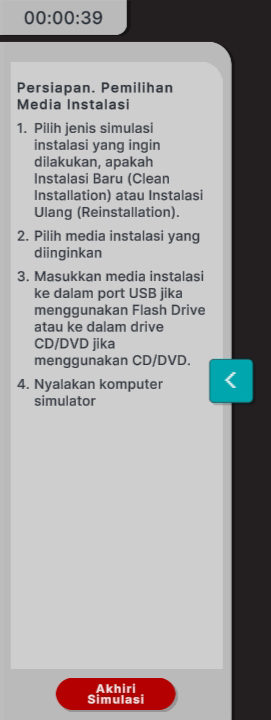 00:00:39
Persiapan. Pemilihan
Media Instalasi
1. Pilih jenis simulasi
instalasi yang ingin
dilakukan, apakah
Instalasi Baru (Clean
Installation) atau Instalasi
Ulang (Reinstallation).
2. Pilih media instalasi yang
diinginkan
3. Masukkan media instalasi
ke dalam port USB jika
menggunakan Flash Drive
atau ke dalam drive
CD/DVD jika
menggunakan CD/DVD.
4. Nyalakan komputer
simulator
Akhiri
Simulasi